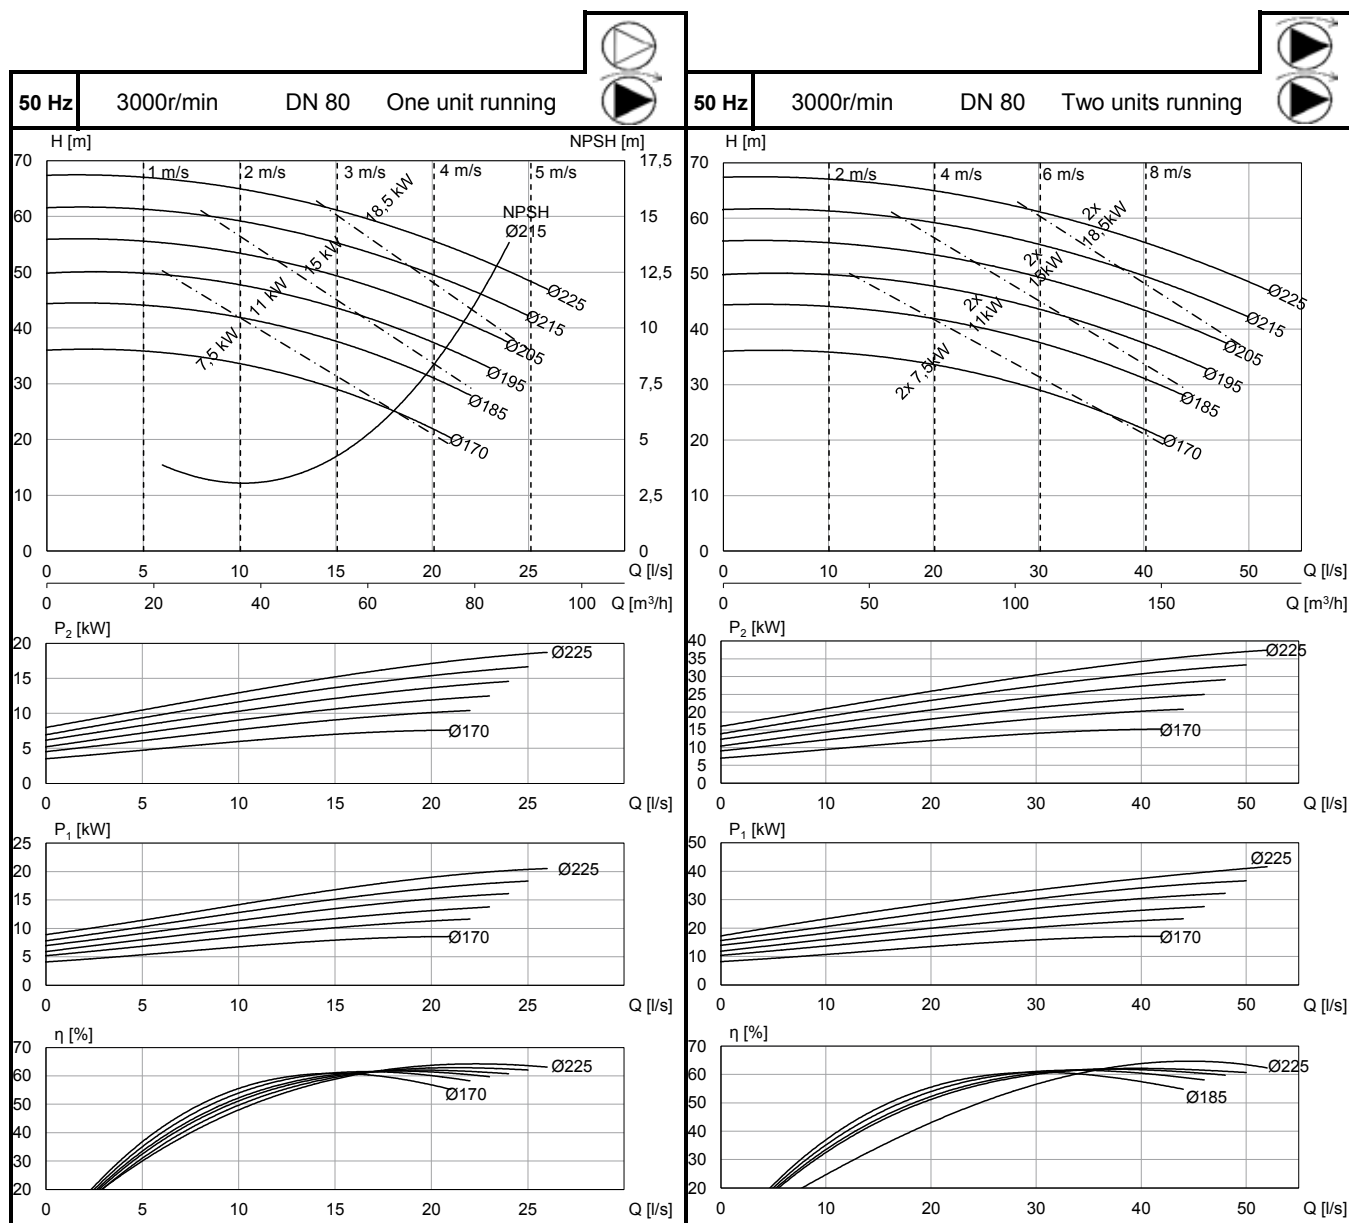 50 Hz 3000r/min DN 80 One unit running
H [m] NPSH [m]
70 17,5
1 m/s 2 m/s 3 m/s 4 m/s 5 m/s
60 15
50 12,5
40 10
30 7,5
20 5
10 2,5
0 0
18,5 kW
15 kW
11 kW
7,5 kW
NPSH
Ø215
Ø225
Ø215
Ø205
Ø195
Ø185
Ø170
0 5 10 15 20 25 Q [l/s]
0 20 40 60 80 100 Q [m³/h]
P₂ [kW]
20
15
10
5
0
Ø225
Ø170
0 5 10 15 20 25 Q [l/s]
P₁ [kW]
25
20
15
10
5
0
Ø225
Ø170
0 5 10 15 20 25 Q [l/s]
η [%]
70
60
50
40
30
20
Ø225
Ø170
0 5 10 15 20 25 Q [l/s]
50 Hz 3000r/min DN 80 Two units running
H [m]
70
2 m/s 4 m/s 6 m/s 8 m/s
60
50
40
30
20
10
0
2x
18,5kW
2x
15kW
2x
11kW
2x 7,5kW
Ø225
Ø215
Ø205
Ø195
Ø185
Ø170
0 10 20 30 40 50 Q [l/s]
0 50 100 150 Q [m³/h]
P₂ [kW]
40
35
30
25
20
15
10
5
0
Ø225
Ø170
0 10 20 30 40 50 Q [l/s]
P₁ [kW]
50
40
30
20
10
0
Ø225
Ø170
0 10 20 30 40 50 Q [l/s]
η [%]
70
60
50
40
30
20
Ø225
Ø185
0 10 20 30 40 50 Q [l/s]